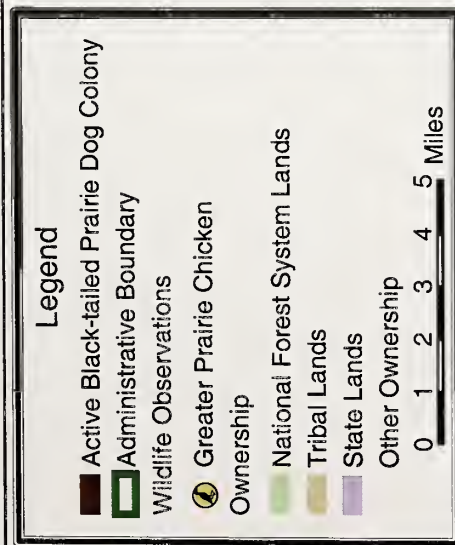 Legend
Active Black-tailed Prairie Dog Colony
Administrative Boundary
Wildlife Observations
Greater Prairie Chicken
Ownership
National Forest System Lands
Tribal Lands
State Lands
Other Ownership
0 1 2 3 4 5
Miles